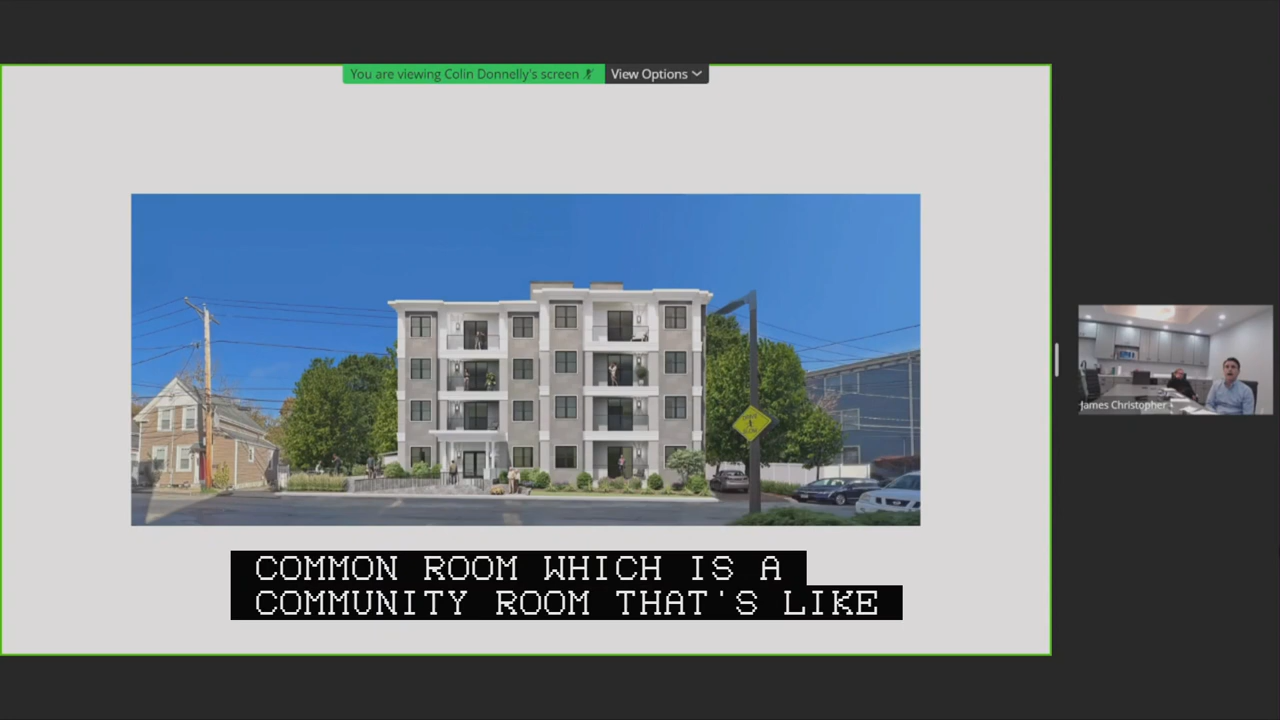 You are viewing Colin Donnelly's screen
View Options
James Christopher
COMMON ROOM WHICH IS A
COMMUNITY ROOM THAT'S LIKE